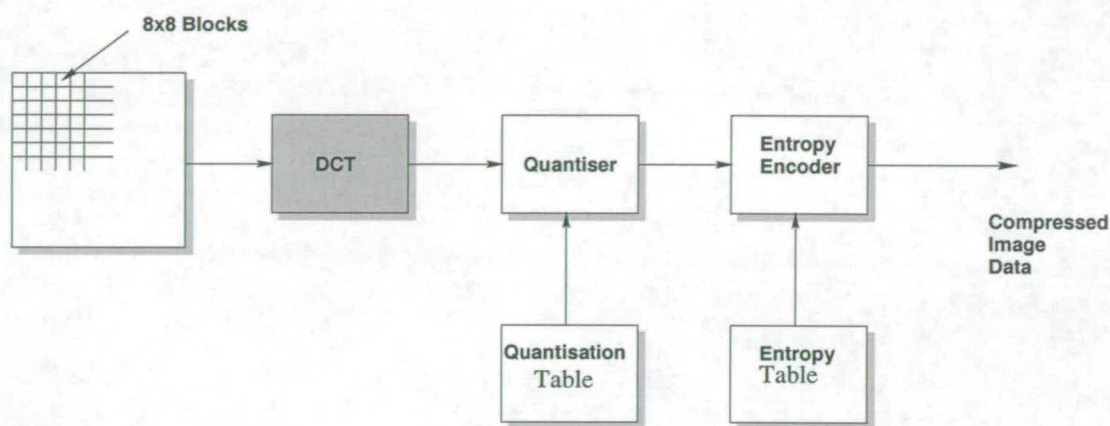 8x8 Blocks
DCT
Quantiser
Entropy
Encoder
Compressed
Image
Data
Quantisation
Table
Entropy
Table